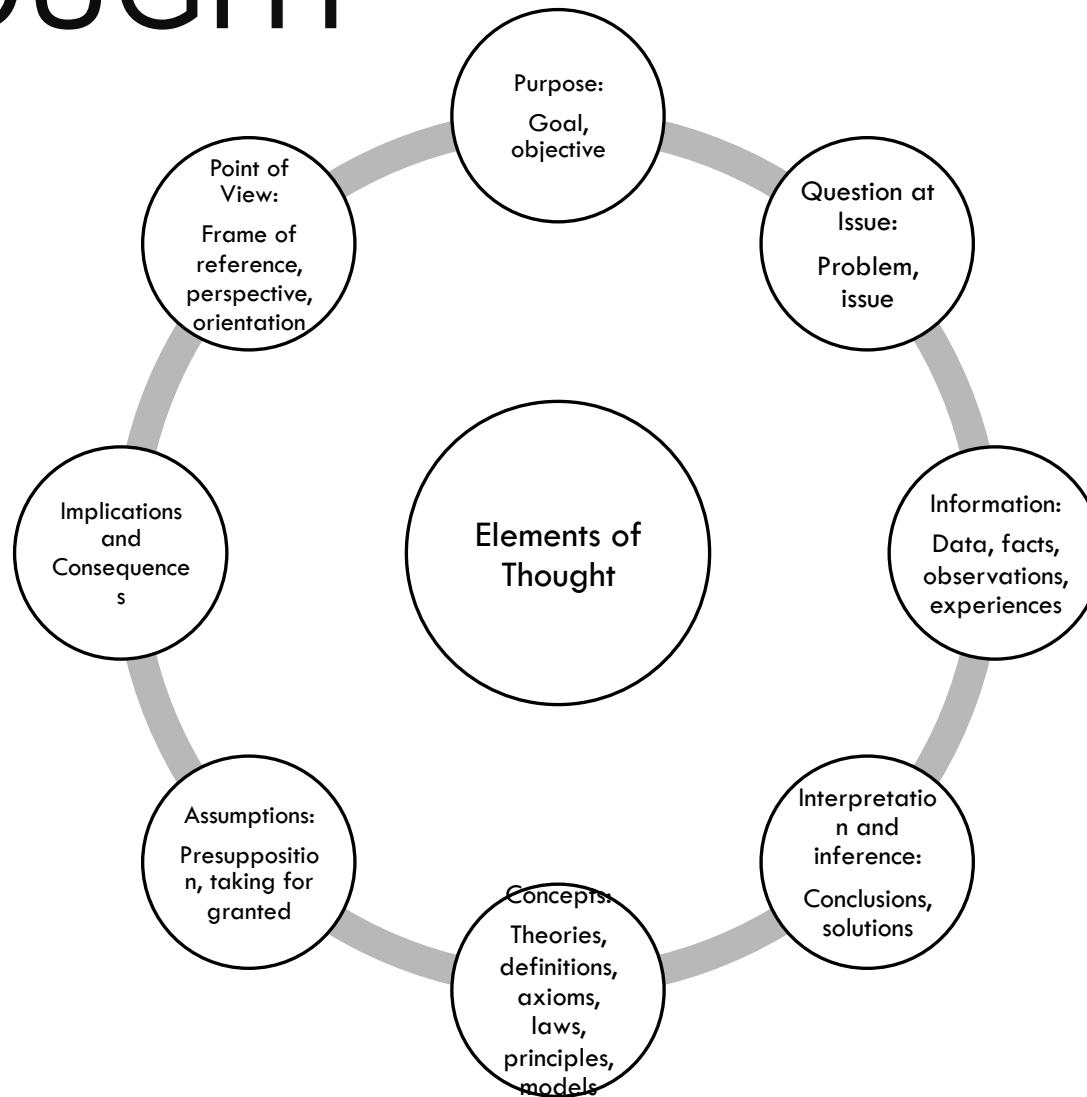 OUGHT
Purpose:
Goal,
objective
Question at
Issue:
Problem,
issue
Information:
Data, facts,
observations,
experiences
Interpretatio
n and
inference:
Conclusions,
solutions
Concepts:
Theories,
definitions,
axioms,
laws,
principles,
models
Assumptions:
Presuppositio
n, taking for
granted
Implications
and
Consequence
s
Point of
View:
Frame of
reference,
perspective,
orientation
Elements of
Thought